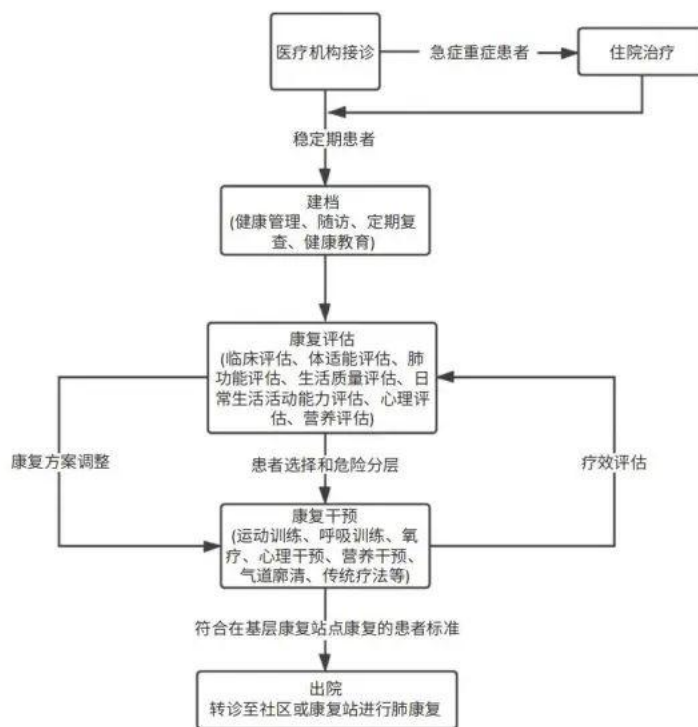 医疗机构接诊
急症重症患者
住院治疗
稳定期患者
建档
(健康管理、随访、定期复
查、健康教育)
康复评估
(临床评估、体适能评估、肺
功能评估、生活质量评估、日
常生活活动能力评估、心理评
估、营养评估)
康复方案调整
患者选择和危险分层
疗效评估
康复干预
(运动训练、呼吸训练、氧
疗、心理干预、营养干预、
气道廓清、传统疗法等)
符合在基层康复站点康复的患者标准
出院
转诊至社区或康复站进行肺康复